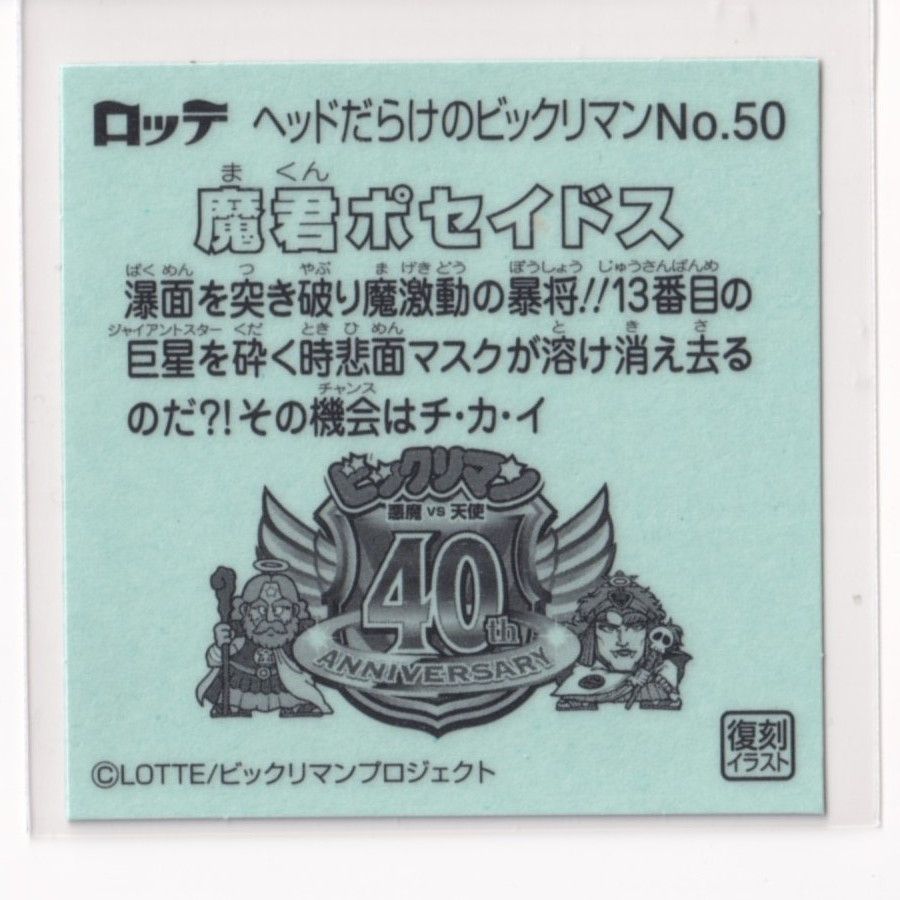 ロッテ ヘッドだらけのビックリマンNo.50
ま くん
魔君ポセイドス
ばくめん つ やぶ ま げきどう ぼうしょう じゅうさんばんめ
瀑面を突き破り魔激動の暴将!!13番目の
ジャイアントスター くだ とき ひ めん と き さ
巨星を砕く時悲面マスクが溶け消え去る
チャンス
のだ?!その機会はチ・カ・イ
ビックリマン
悪魔 VS 天使
40th
ANNIVERSARY
©LOTTE/ビックリマンプロジェクト
復刻
イラスト